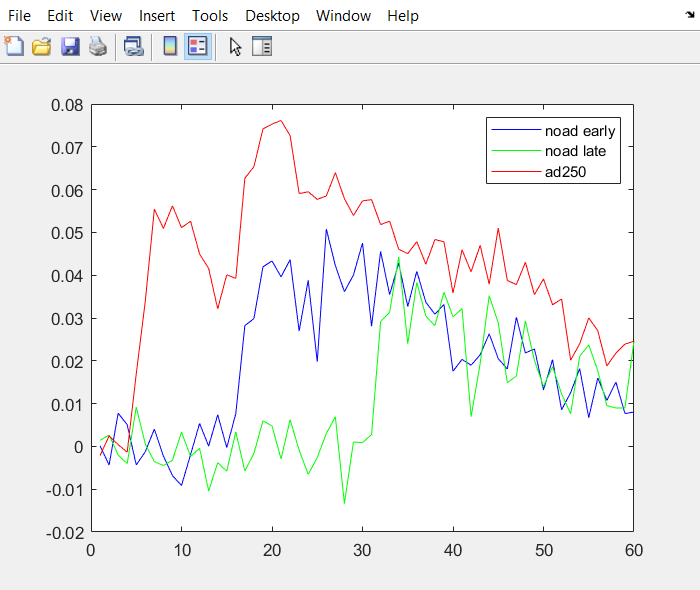 File Edit View Insert Tools Desktop Window Help
0.08
0.07
0.06
0.05
0.04
0.03
0.02
0.01
0
-0.01
-0.02
0 10 20 30 40 50 60
noad early
noad late
ad250